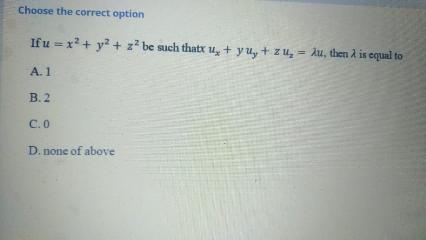 Choose the correct option
If u = x² + y² + z² be such thatx uₓ + y u_y + z u_z = λu, then λ is equal to
A. 1
B. 2
C. 0
D. none of above